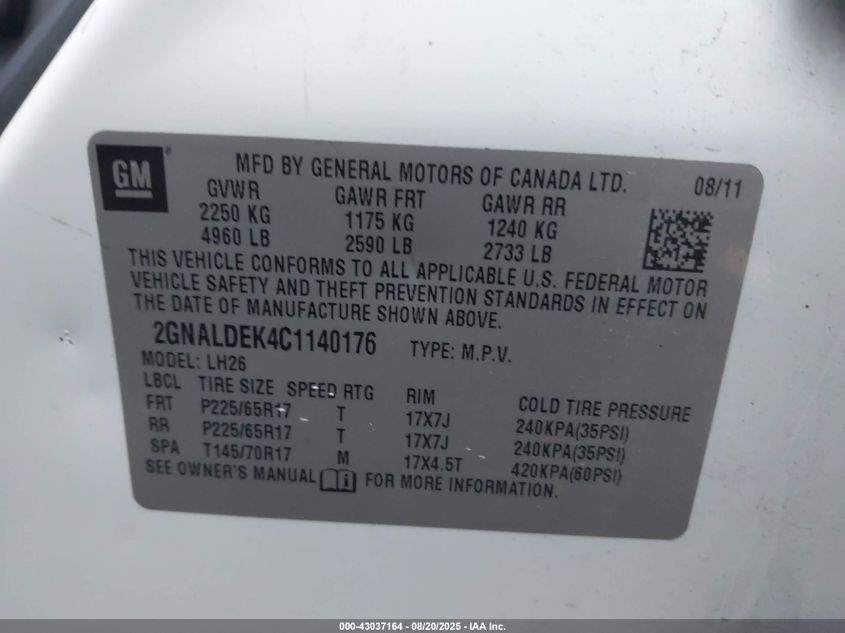 GM
MFD BY GENERAL MOTORS OF CANADA LTD. 08/11
GVWR GAWR FRT GAWR RR
2250 KG 1175 KG 1240 KG
4960 LB 2590 LB 2733 LB
THIS VEHICLE CONFORMS TO ALL APPLICABLE U.S. FEDERAL MOTOR
VEHICLE SAFETY AND THEFT PREVENTION STANDARDS IN EFFECT ON
THE DATE OF MANUFACTURE SHOWN ABOVE.
2GNALDEK4C1140176 TYPE: M.P.V.
MODEL: LH26
LBCL TIRE SIZE SPEED RTG RIM COLD TIRE PRESSURE
FRT P225/65R17 T 17X7J 240KPA(35PSI)
RR P225/65R17 T 17X7J 240KPA(35PSI)
SPA T145/70R17 M 17X4.5T 420KPA(60PSI)
SEE OWNER'S MANUAL i FOR MORE INFORMATION.
000-43037164 - 08/20/2025 - IAA Inc.